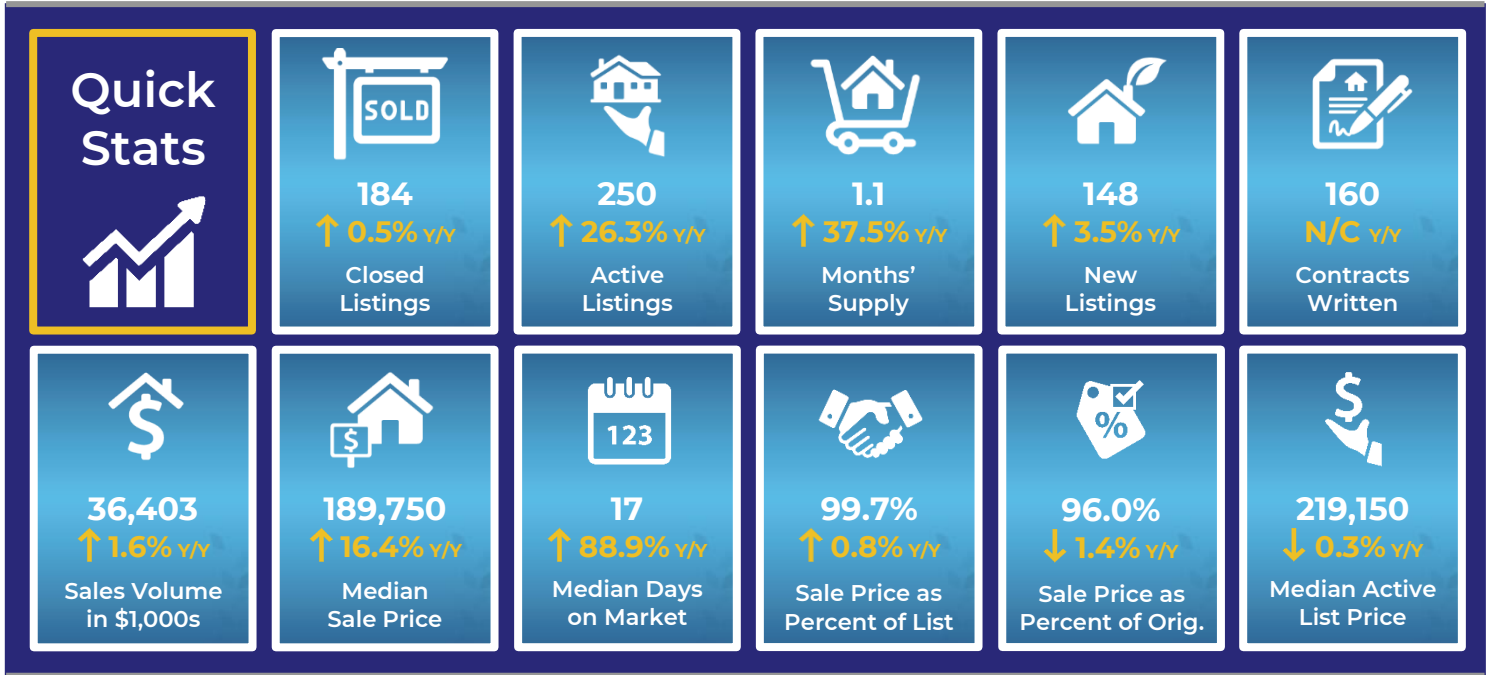 Quick
Stats
SOLD
184
↑ 0.5% Y/Y
Closed
Listings
250
↑ 26.3% Y/Y
Active
Listings
1.1
↑ 37.5% Y/Y
Months’
Supply
148
↑ 3.5% Y/Y
New
Listings
160
N/C Y/Y
Contracts
Written
$
36,403
↑ 1.6% Y/Y
Sales Volume
in $1,000s
$
189,750
↑ 16.4% Y/Y
Median
Sale Price
123
17
↑ 88.9% Y/Y
Median Days
on Market
99.7%
↑ 0.8% Y/Y
Sale Price as
Percent of List
%
96.0%
↓ 1.4% Y/Y
Sale Price as
Percent of Orig.
$
219,150
↓ 0.3% Y/Y
Median Active
List Price